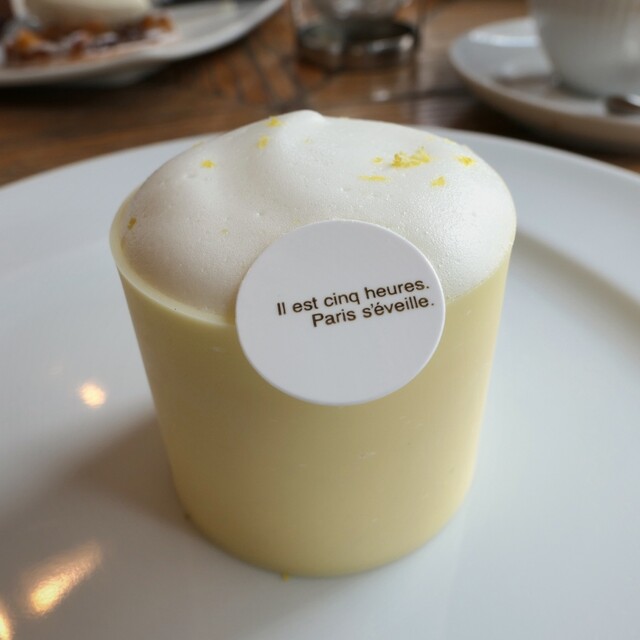 Il est cinq heures.
Paris s'éveille.